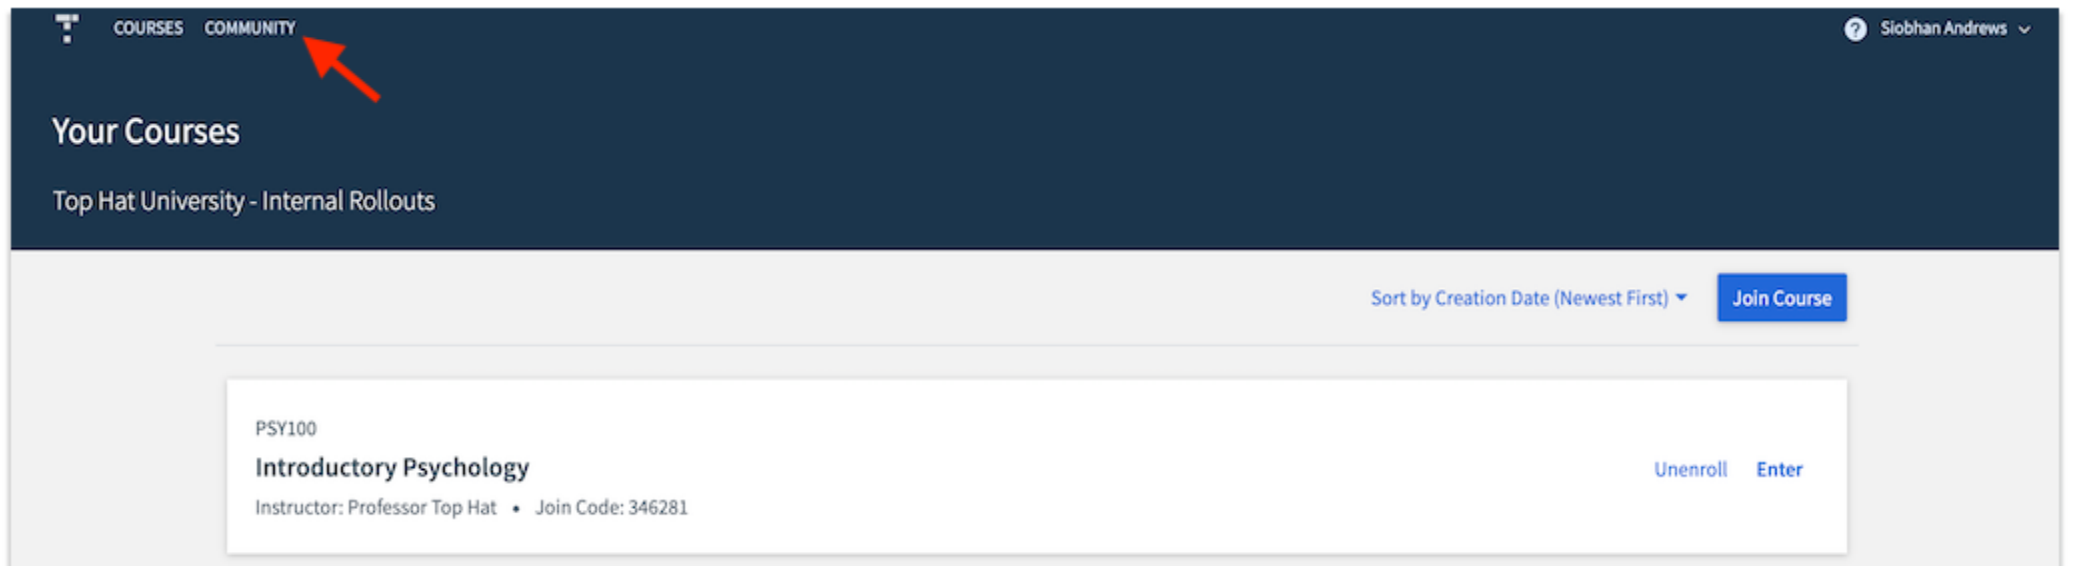 COURSES COMMUNITY
? Siobhan Andrews
Your Courses
Top Hat University - Internal Rollouts
Sort by Creation Date (Newest First)
Join Course
PSY100
Introductory Psychology
Unenroll Enter
Instructor: Professor Top Hat • Join Code: 346281